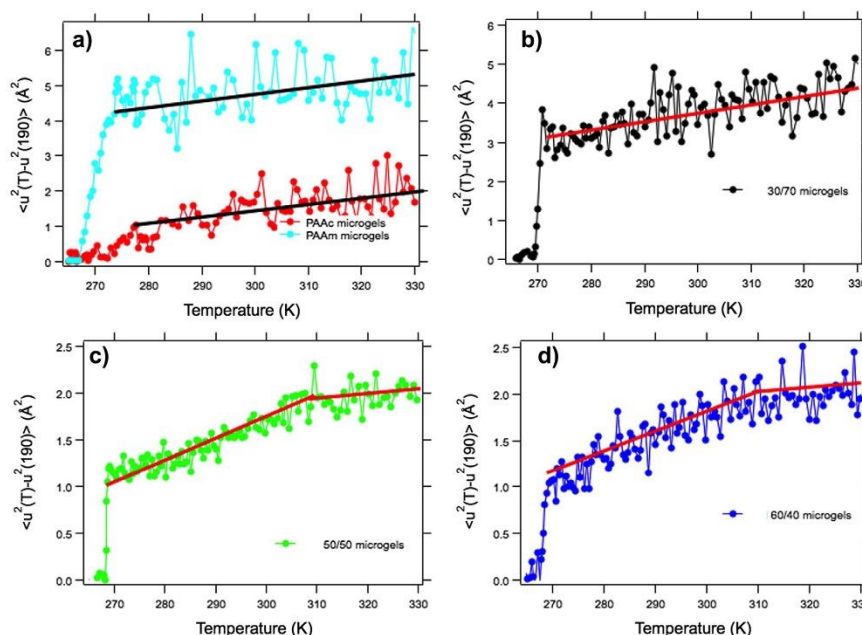 a)
<u²(T)-u²(190)> (Å²)
6
5
4
3
2
1
0
PAAc microgels
PAAm microgels
270 280 290 300 310 320 330
Temperature (K)
b)
<u²(T)-u²(190)> (Å²)
6
5
4
3
2
1
0
30/70 microgels
270 280 290 300 310 320 330
Temperature (K)
c)
<u²(T)-u²(190)> (Å²)
2.5
2.0
1.5
1.0
0.5
0.0
50/50 microgels
270 280 290 300 310 320 330
Temperature (K)
d)
<u²(T)-u²(190)> (Å²)
2.5
2.0
1.5
1.0
0.5
0.0
60/40 microgels
270 280 290 300 310 320 330
Temperature (K)